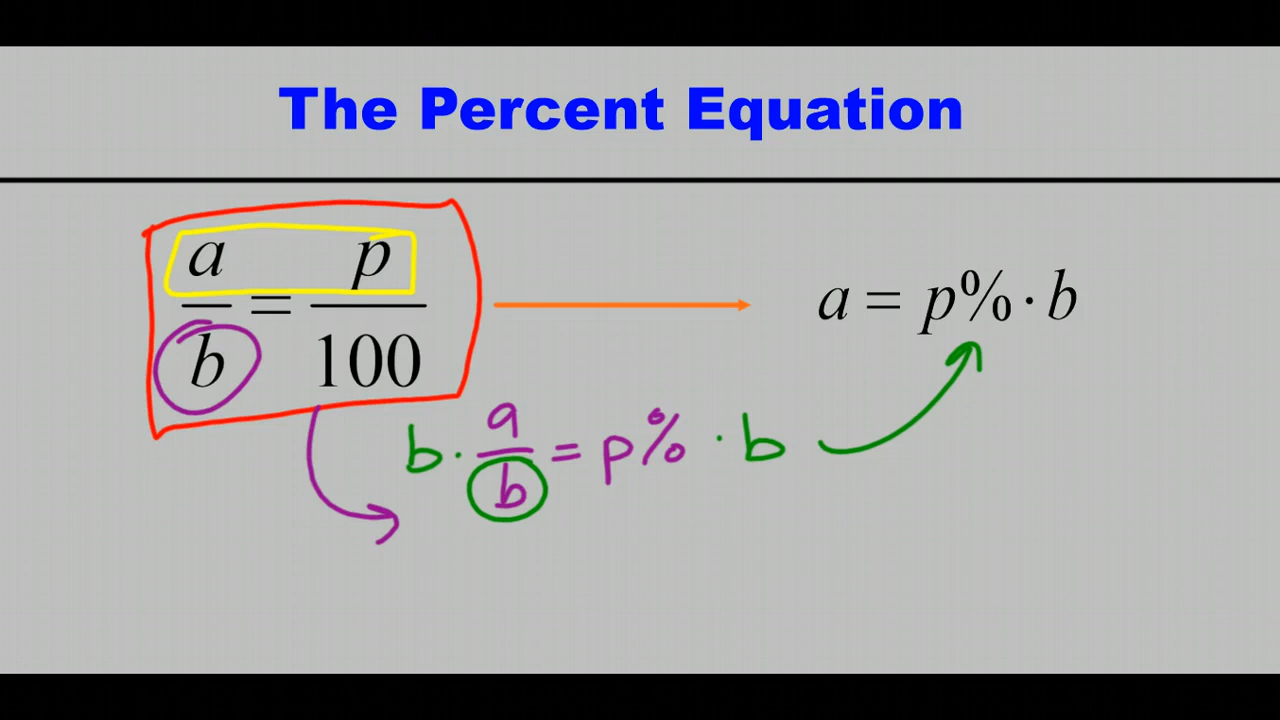 The Percent Equation
a/b = p/100
a = p% · b
b · a/b = p% · b